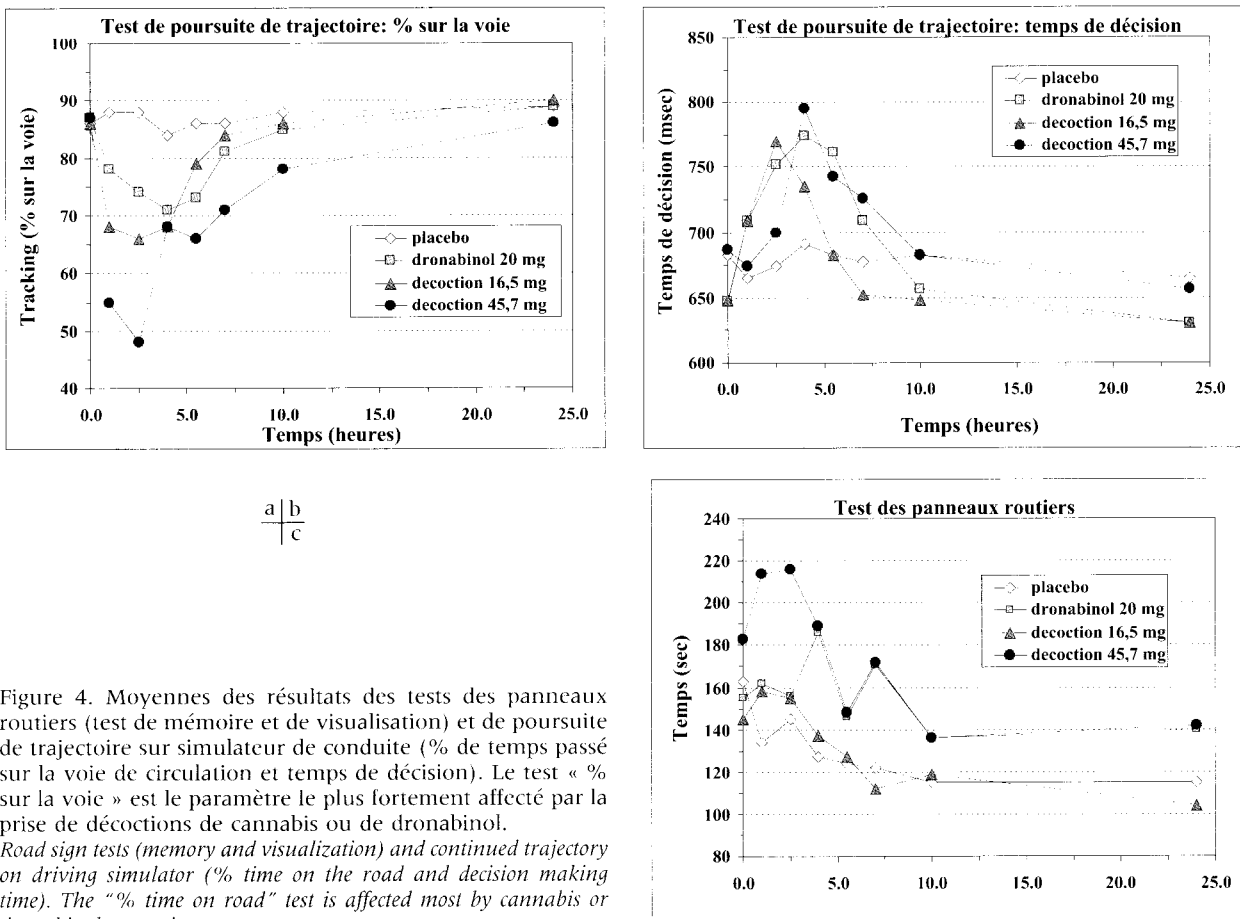 Test de poursuite de trajectoire: % sur la voie
100
90
80
70
60
50
40
Tracking (% sur la voie)
placebo
dronabinol 20 mg
decoction 16,5 mg
decoction 45,7 mg
0.0 5.0 10.0 15.0 20.0 25.0
Temps (heures)
Test de poursuite de trajectoire: temps de décision
850
800
750
700
650
600
Temps de décision (msec)
placebo
dronabinol 20 mg
decoction 16,5 mg
decoction 45,7 mg
0.0 5.0 10.0 15.0 20.0 25.0
Temps (heures)
a b
c
Test des panneaux routiers
240
220
200
180
160
140
120
100
80
Temps (sec)
placebo
dronabinol 20 mg
decoction 16,5 mg
decoction 45,7 mg
0.0 5.0 10.0 15.0 20.0 25.0
Figure 4. Moyennes des résultats des tests des panneaux
routiers (test de mémoire et de visualisation) et de poursuite
de trajectoire sur simulateur de conduite (% de temps passé
sur la voie de circulation et temps de décision). Le test « %
sur la voie » est le paramètre le plus fortement affecté par la
prise de décoctions de cannabis ou de dronabinol.
Road sign tests (memory and visualization) and continued trajectory
on driving simulator (% time on the road and decision making
time). The "% time on road" test is affected most by cannabis or